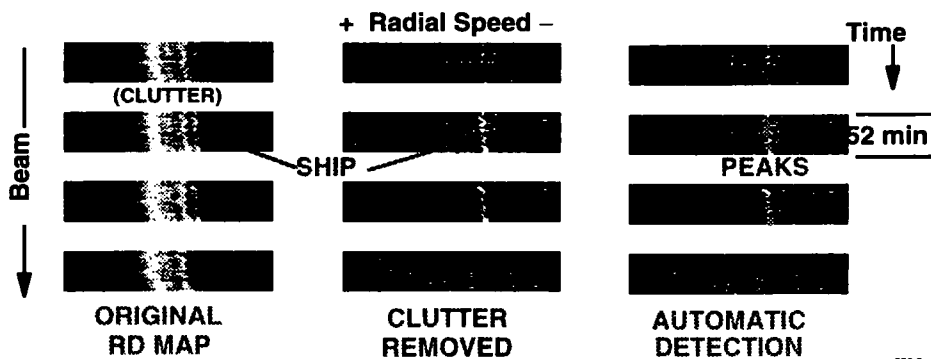 + Radial Speed –
Time
(CLUTTER)
Beam
52 min
SHIP
PEAKS
ORIGINAL
RD MAP
CLUTTER
REMOVED
AUTOMATIC
DETECTION